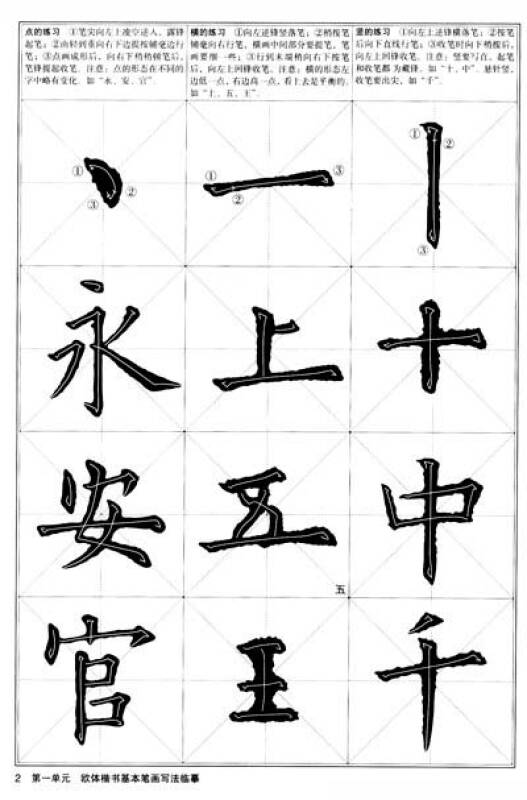 点的练习 ①笔尖向左上凌空逆入，露锋
起笔；②由轻到重向右下边提按铺毫边行
笔；③点画成形后，向右下稍稍顿笔后，
笔锋提起收笔。注意：点的形态在不同的
字中略有变化。如“永、安、官”。
横的练习 ①向左逆锋竖落笔；②稍按笔
铺毫向右行笔，横画中间部分要提笔，笔
画要细一些；③行到末端稍向右下按笔
后，向左上回锋收笔。注意：横的形态左
边低一点，右边高一点，看上去是平衡的。
如“上、五、王”。
竖的练习 ①向左上逆锋横落笔；②按笔
后向下直线行笔；③收笔时向下稍按后，
向左上回锋收笔。注意：竖要写直，起笔
和收笔都为藏锋。如“十、中”。悬针竖，
收笔要出尖，如“千”。
① ② ③
① ② ③
① ② ③
永 上 十
安 五 中
五
官 王 千
2 第一单元 欧体楷书基本笔画写法临摹